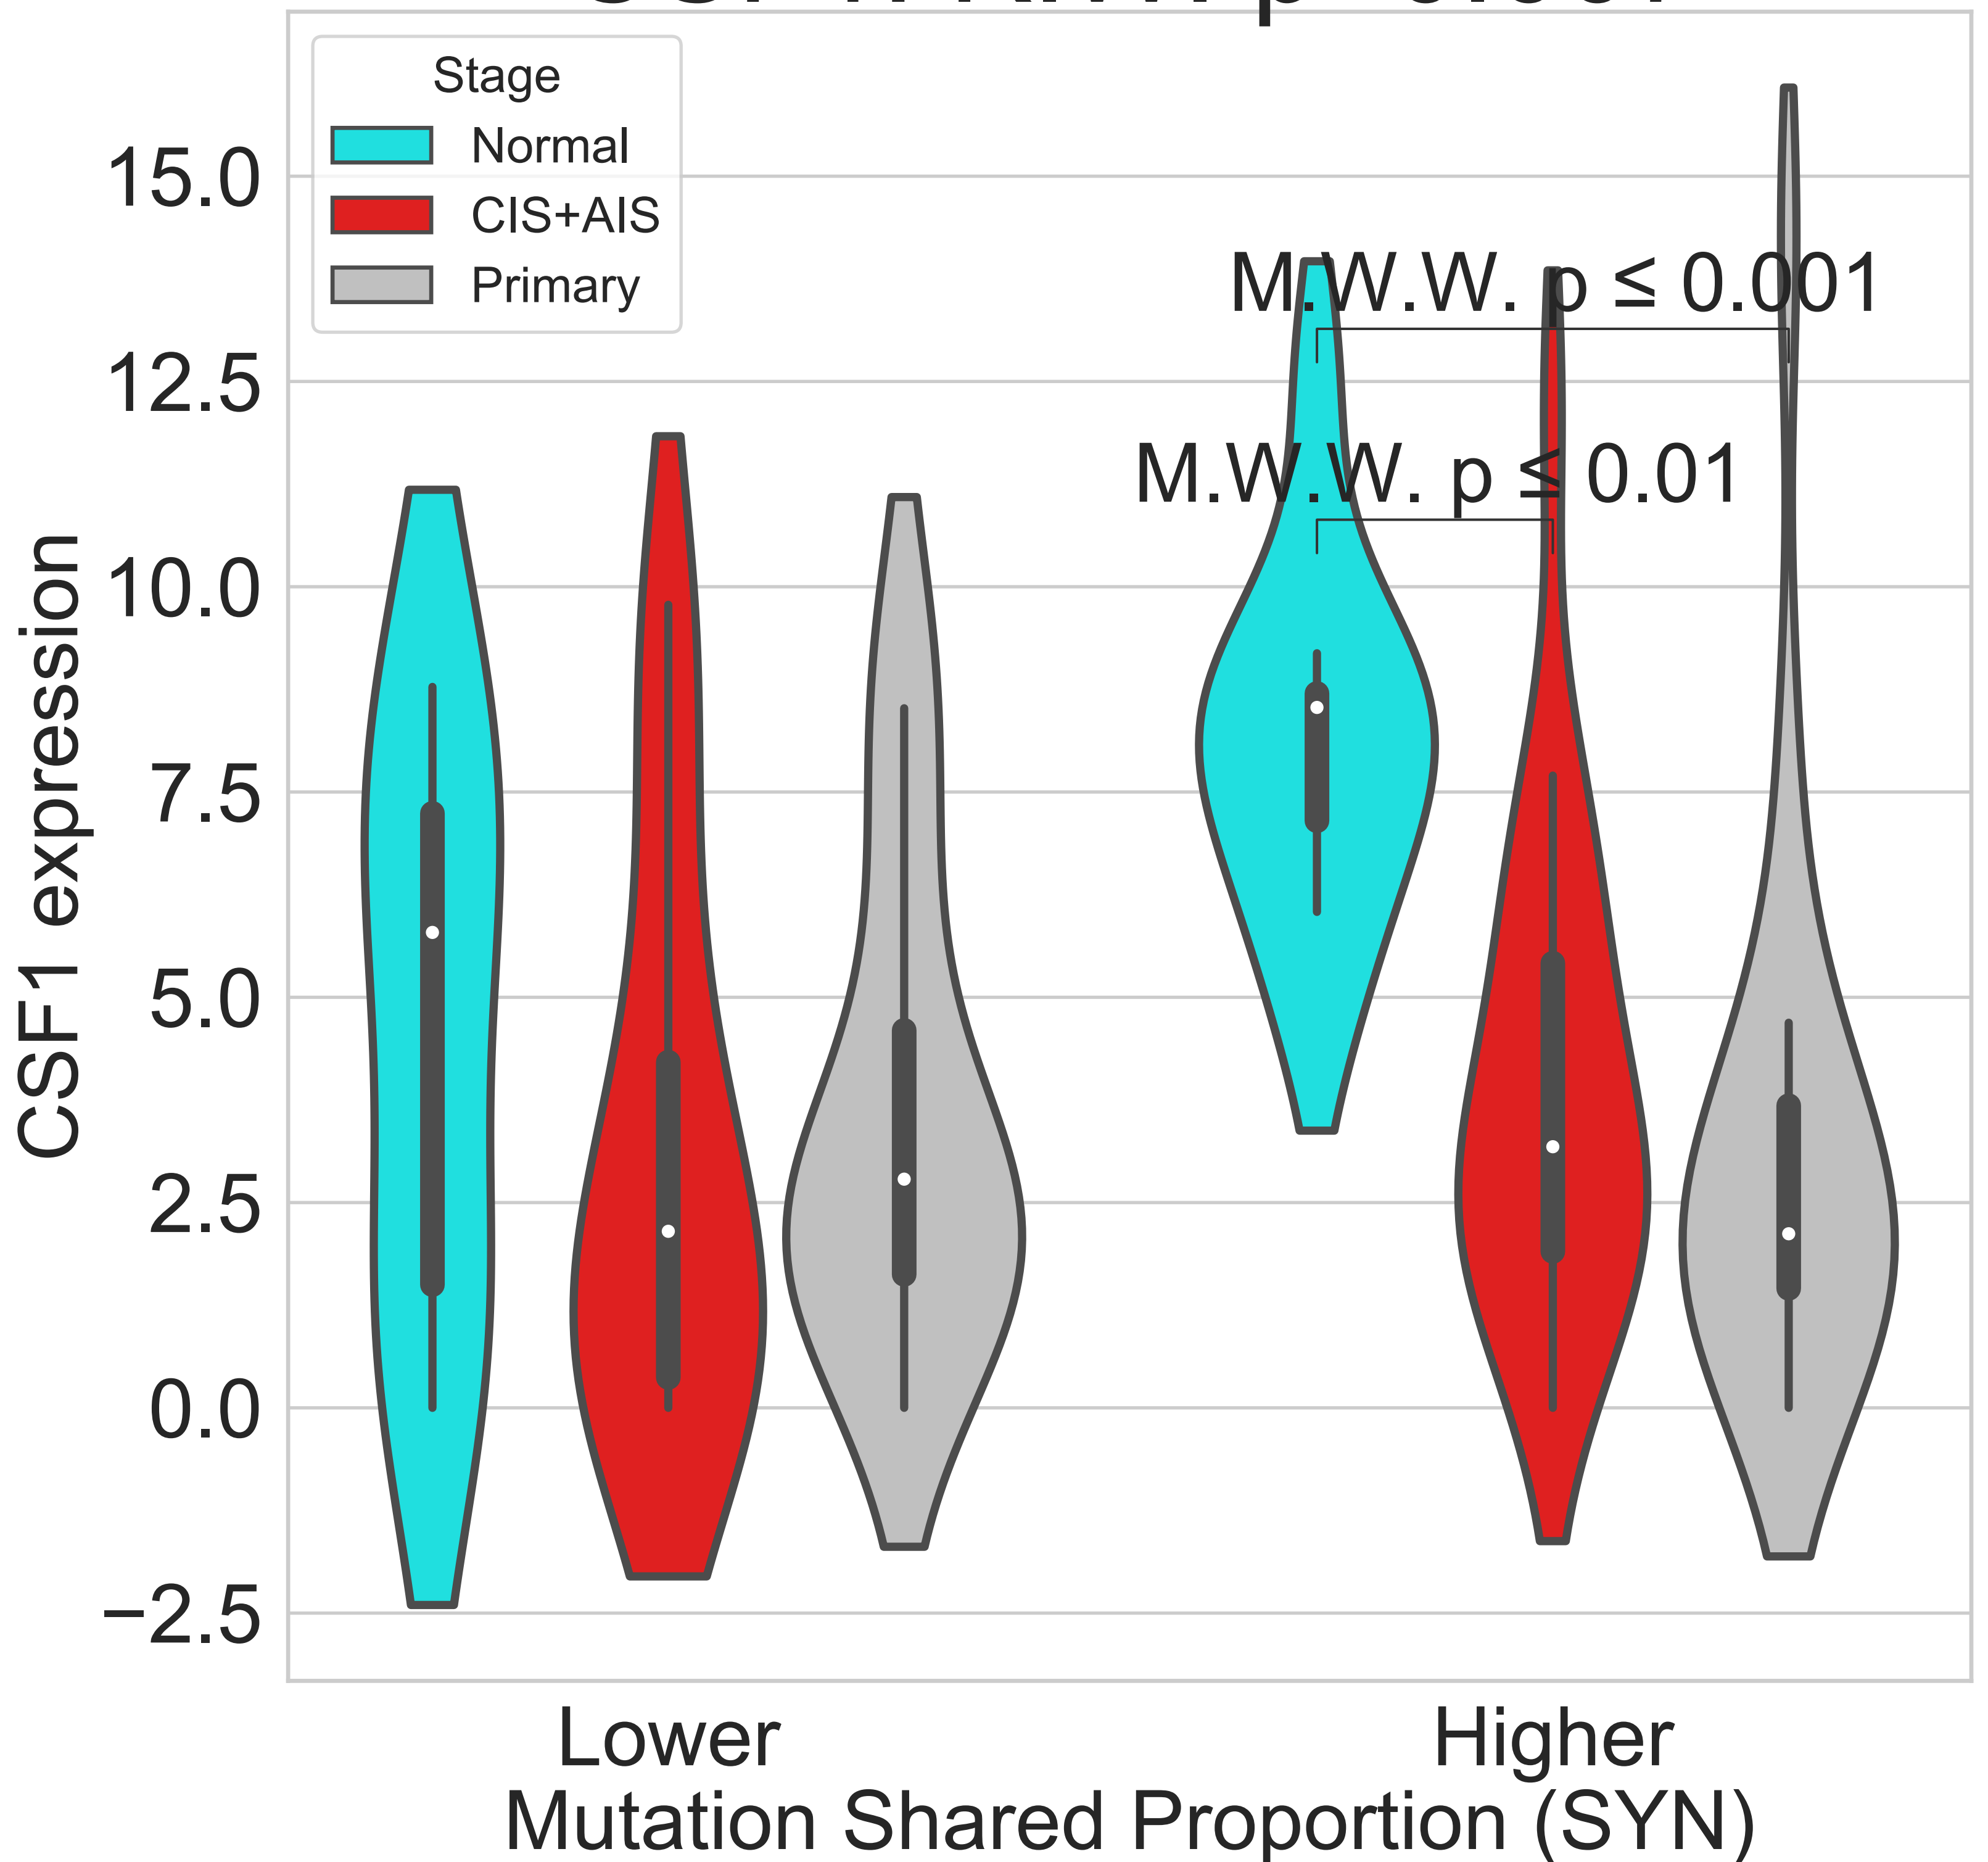 Stage
Normal
CIS+AIS
Primary
15.0
12.5
10.0
7.5
5.0
2.5
0.0
−2.5
CSF1 expression
M.W.W. p ≤ 0.001
M.W.W. p ≤ 0.01
Lower
Higher
Mutation Shared Proportion (SYN)